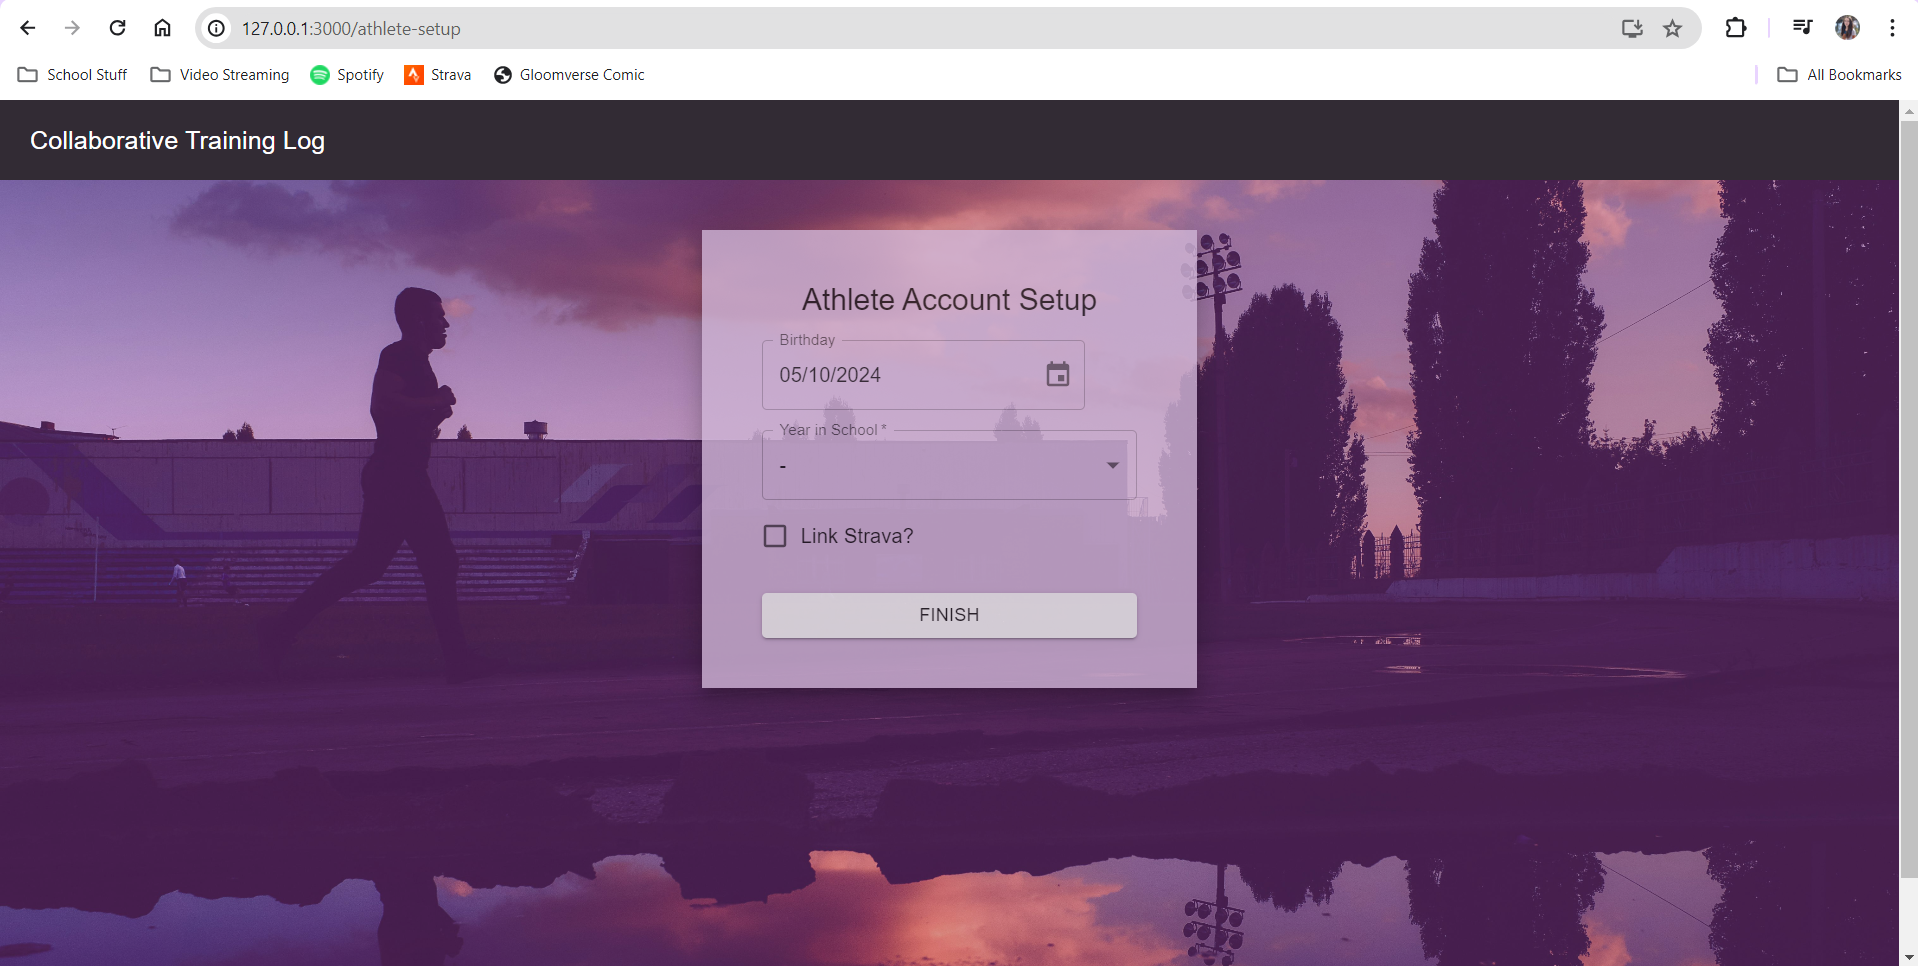 127.0.0.1:3000/athlete-setup
School Stuff Video Streaming Spotify Strava Gloomverse Comic All Bookmarks
Collaborative Training Log
Athlete Account Setup
Birthday
05/10/2024
Year in School *
-
Link Strava?
FINISH